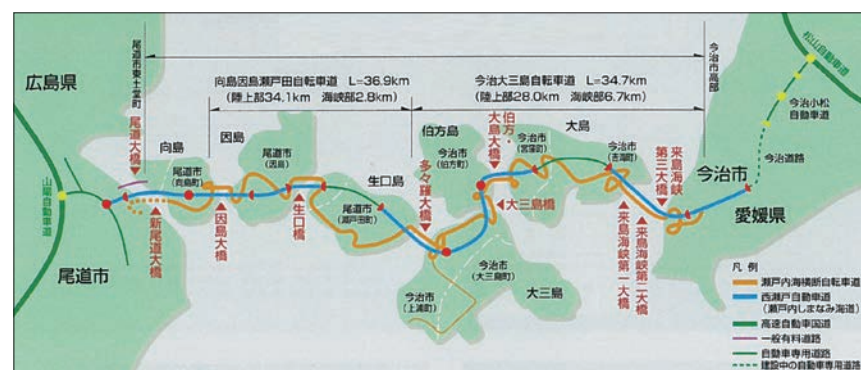 広島県
尾道市東土堂町
尾道大橋
向島
向島因島瀬戸田自転車道 L=36.9km
(陸上部34.1km 海峡部2.8km)
今治大三島自転車道 L=34.7km
(陸上部28.0km 海峡部6.7km)
今治市高部
松山自動車道
今治小松
自動車道
今治道路
因島
尾道市
(向島町)
尾道市
(因島)
生口島
尾道市
(瀬戸田町)
多々羅大橋
伯方島
今治市
(伯方町)
伯方・
大島大橋
今治市
(宮窪町)
大島
今治市
(吉海町)
来島海峡
第三大橋
今治市
愛媛県
山陽自動車道
尾道市
新尾道大橋
因島大橋
生口橋
大三島橋
今治市
(大三島町)
今治市
(上浦町)
大三島
来島海峡第一大橋
来島海峡第二大橋
凡 例
瀬戸内海横断自転車道
西瀬戸自動車道
(瀬戸内しまなみ海道)
高速自動車国道
一般有料道路
自動車専用道路
建設中の自動車専用道路